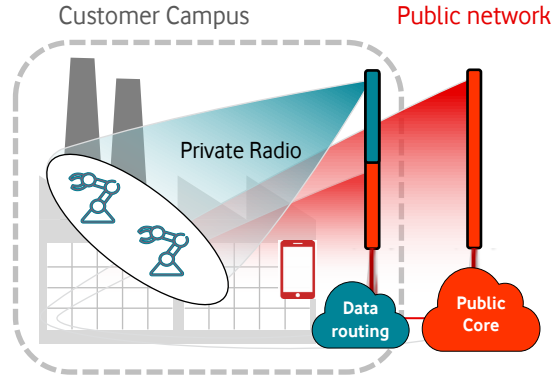 Customer Campus
Public network
Private Radio
Data
routing
Public
Core